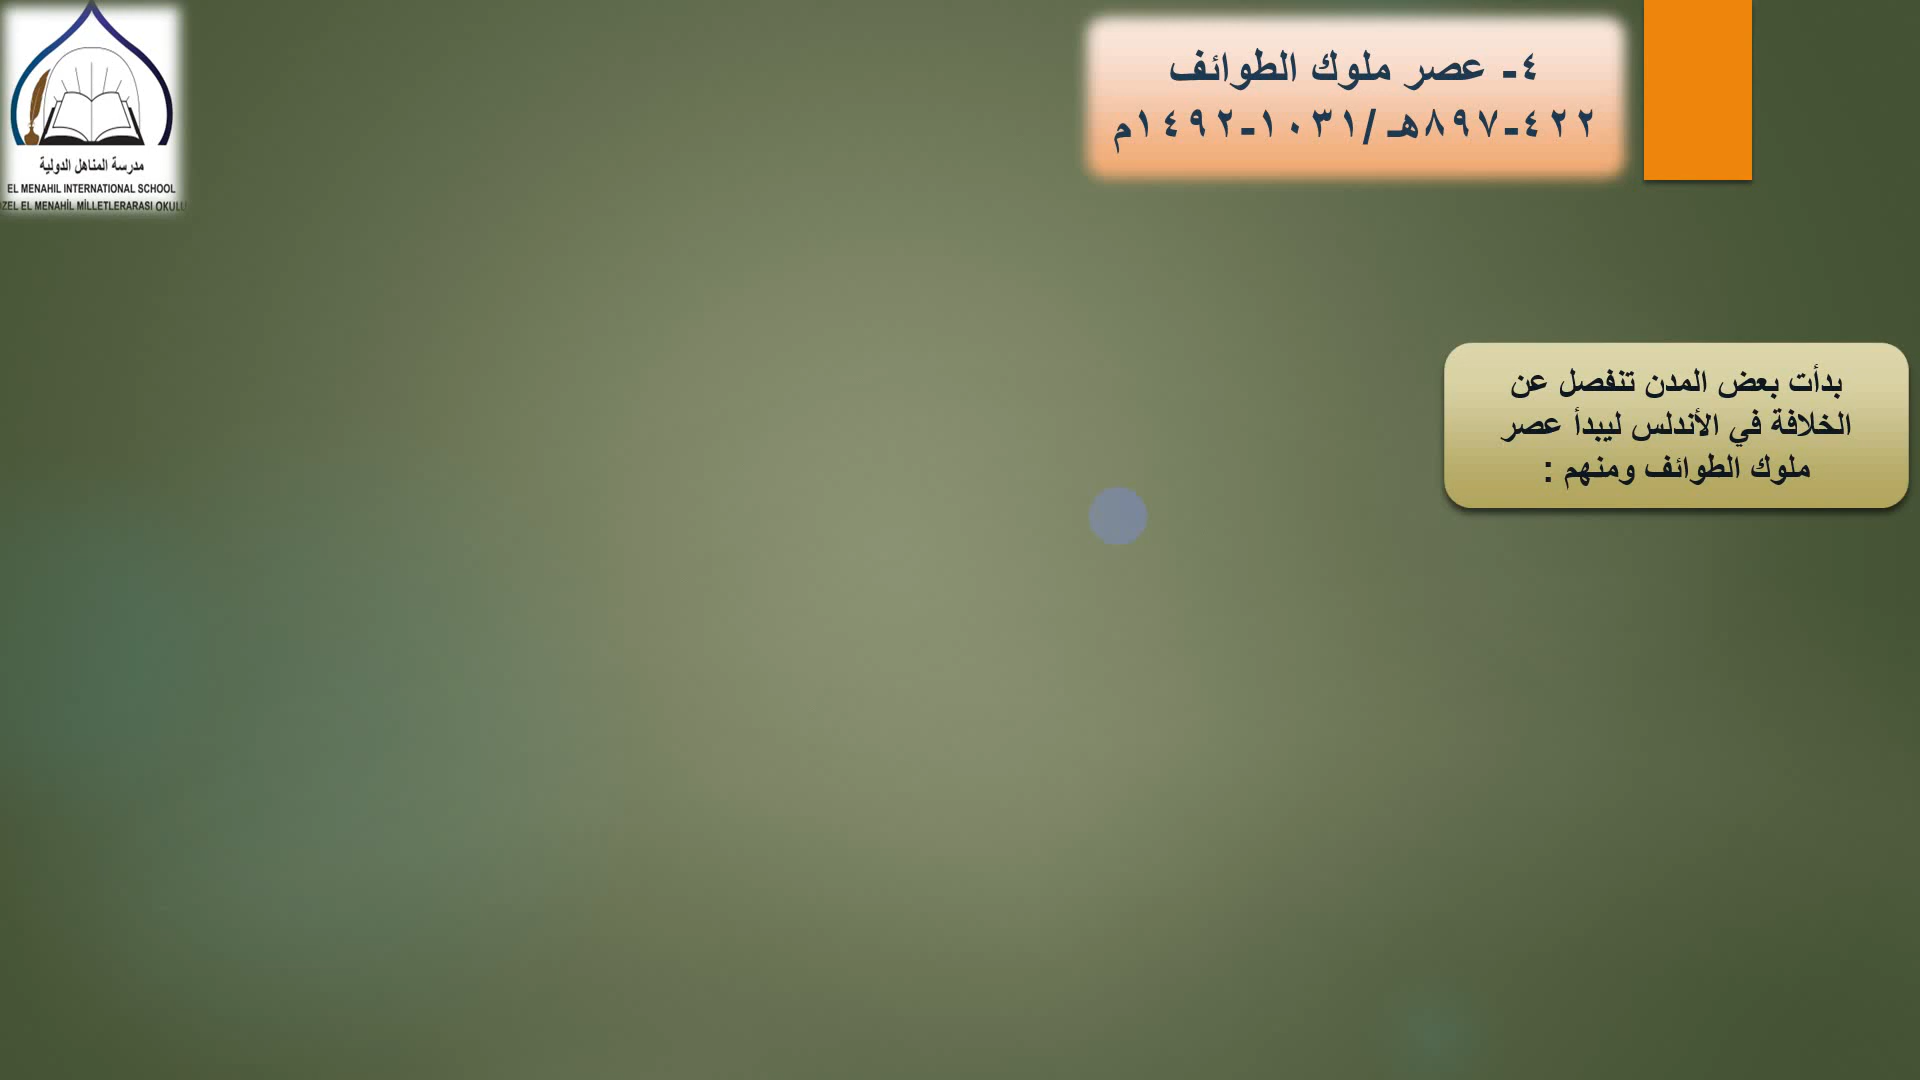 ٤- عصر ملوك الطوائف
٤٢٢-٨٩٧هـ /١٠٣١-١٤٩٢م
بدأت بعض المدن تنفصل عن
الخلافة في الأندلس ليبدأ عصر
ملوك الطوائف ومنهم :
مدرسة المناهل الدولية
EL MENAHIL INTERNATIONAL SCHOOL
ZEL EL MENAHİL MİLLETLERARASI OKULU